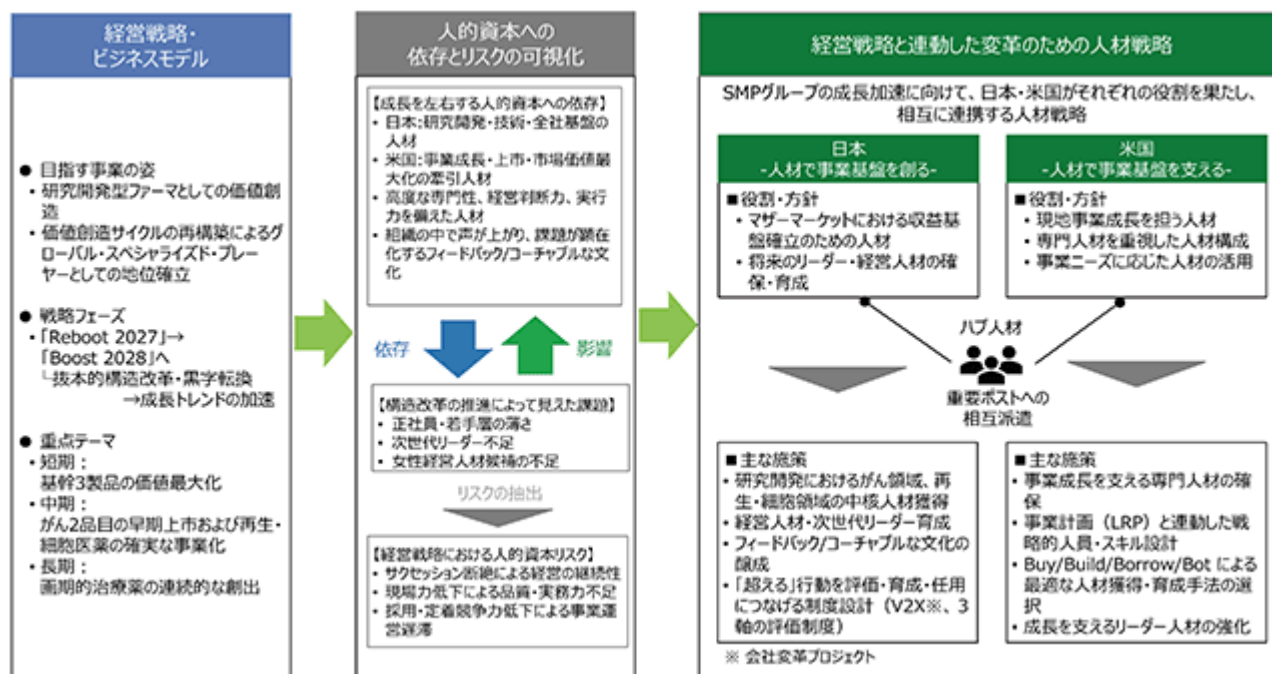 経営戦略・
ビジネスモデル
● 目指す事業の姿
・研究開発型ファーマとしての価値創
造
・価値創造サイクルの再構築によるグ
ローバル・スペシャライズド・プレー
ヤーとしての地位確立
● 戦略フェーズ
・「Reboot 2027」→
「Boost 2028」へ
└抜本的構造改革・黒字転換
→成長トレンドの加速
● 重点テーマ
・短期：
基幹3製品の価値最大化
・中期：
がん2品目の早期上市および再生・
細胞医薬の確実な事業化
・長期：
画期的治療薬の連続的な創出
人的資本への
依存とリスクの可視化
【成長を左右する人的資本への依存】
• 日本：研究開発・技術・全社基盤の
人材
• 米国：事業成長・上市・市場価値最
大化の牽引人材
• 高度な専門性、経営判断力、実行
力を備えた人材
• 組織の中で声が上がり、課題が顕在
化するフィードバック/コーチャブルな文
化
依存
影響
【構造改革の推進によって見えた課題】
• 正社員・若手層の薄さ
• 次世代リーダー不足
• 女性経営人材候補の不足
リスクの抽出
【経営戦略における人的資本リスク】
• サクセッション断絶による経営の継続性
• 現場力低下による品質・実務力不足
• 採用・定着競争力低下による事業運
営遅滞
経営戦略と連動した変革のための人材戦略
SMPグループの成長加速に向けて、日本・米国がそれぞれの役割を果たし、
相互に連携する人材戦略
日本
-人材で事業基盤を創る-
■役割・方針
• マザーマーケットにおける収益基
盤確立のための人材
• 将来のリーダー・経営人材の確
保・育成
米国
-人材で事業基盤を支える-
■役割・方針
• 現地事業成長を担う人材
• 専門人材を重視した人材構成
• 事業ニーズに応じた人材の活用
ハブ人材
重要ポストへの
相互派遣
■主な施策
• 研究開発におけるがん領域、再
生・細胞領域の中核人材獲得
• 経営人材・次世代リーダー育成
• フィードバック/コーチャブルな文化の
醸成
• 「超える」行動を評価・育成・任用
につなげる制度設計（V2X※、3
軸の評価制度）
■主な施策
• 事業成長を支える専門人材の確
保
• 事業計画（LRP）と連動した戦
略的人員・スキル設計
• Buy/Build/Borrow/Bot による
最適な人材獲得・育成手法の選
択
• 成長を支えるリーダー人材の強化
※ 会社変革プロジェクト